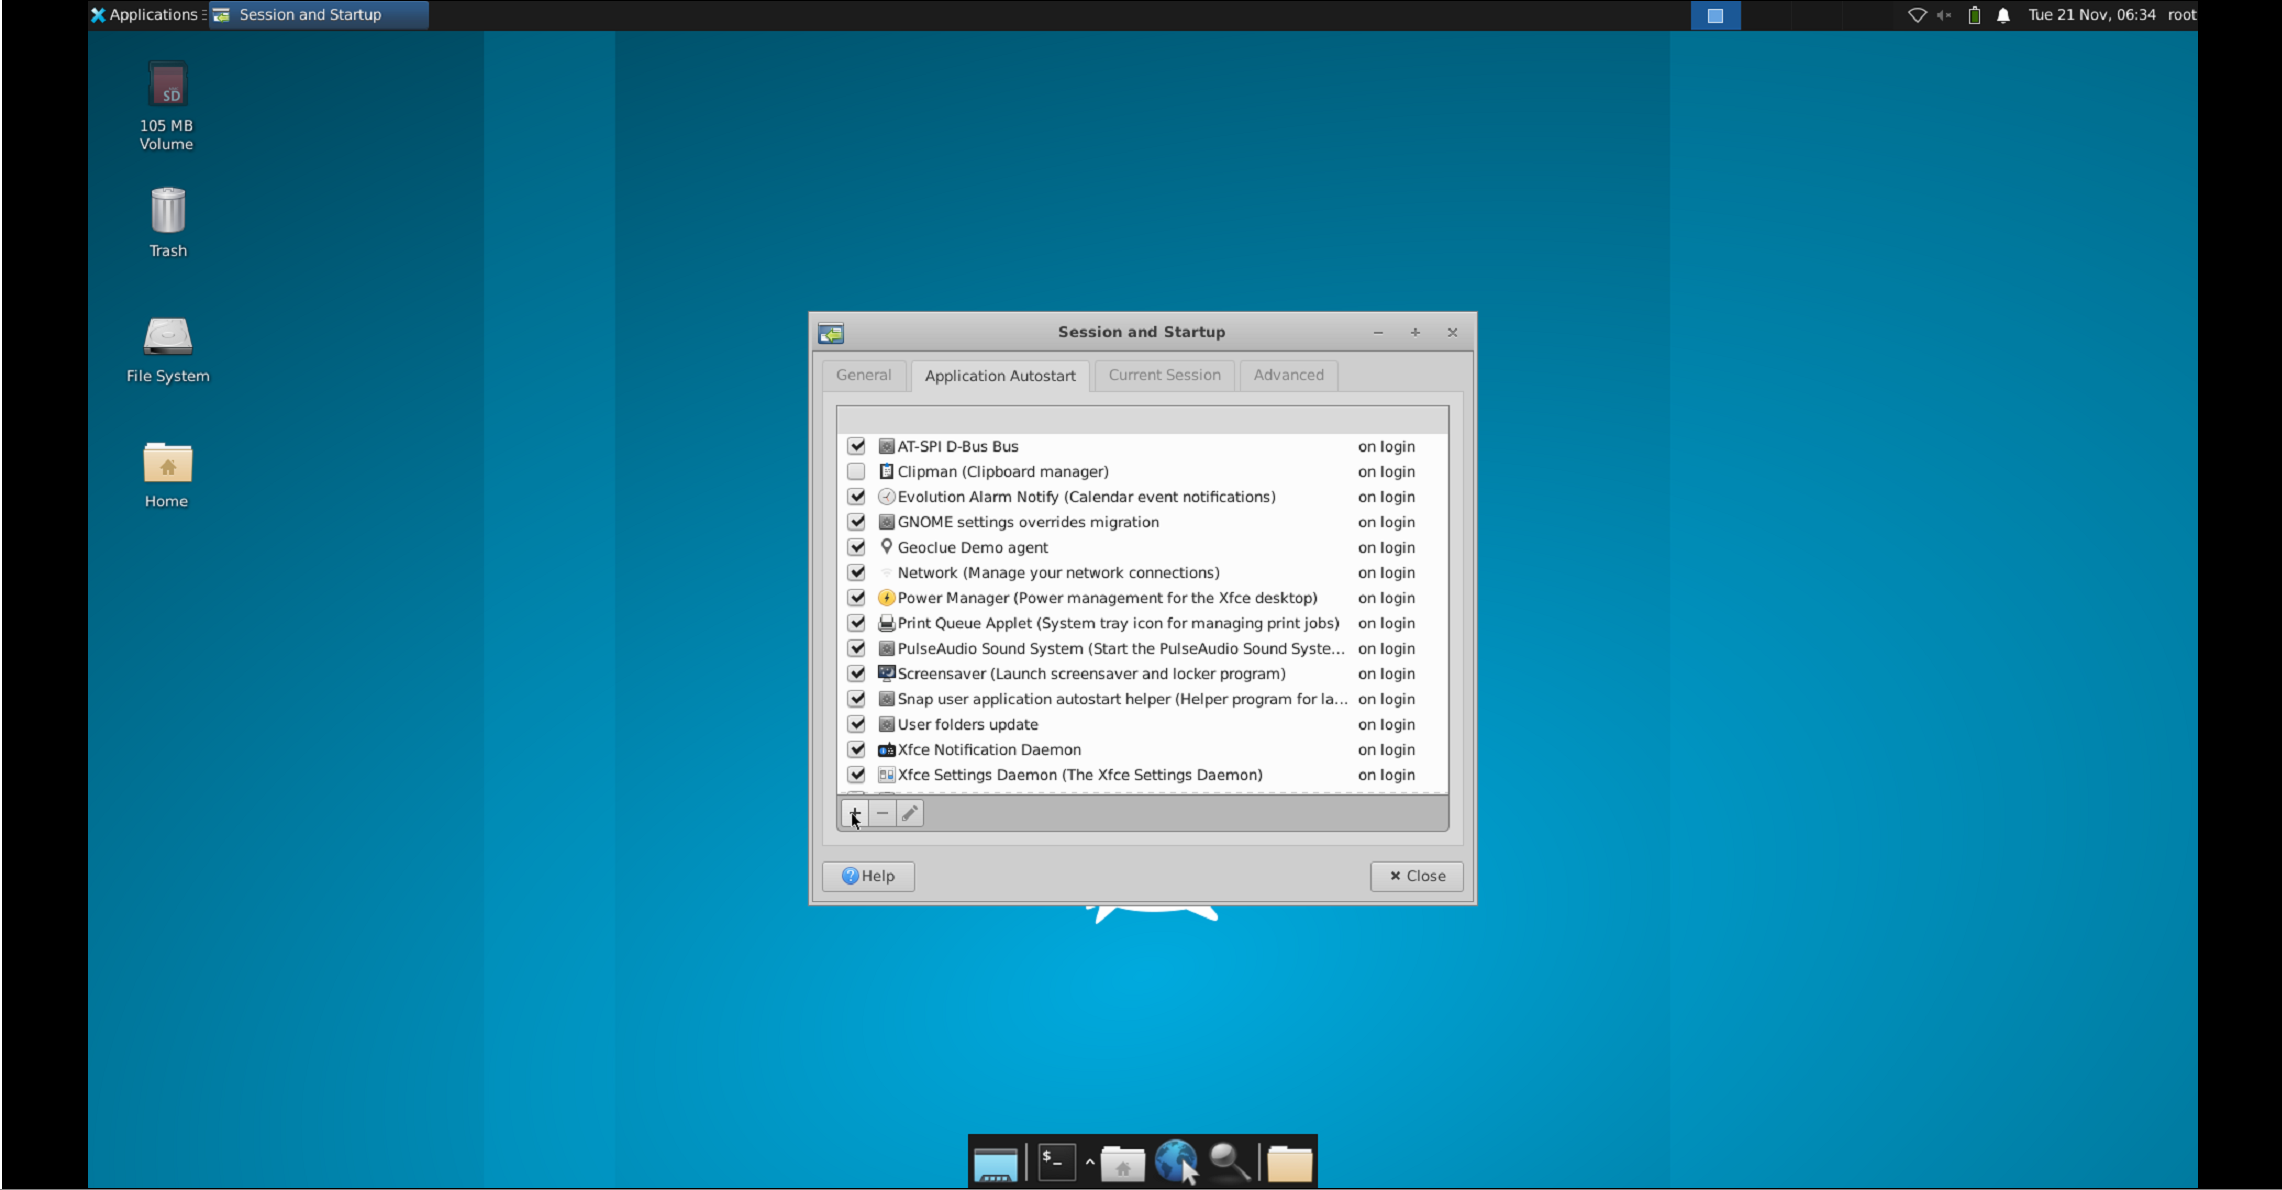 Applications
Session and Startup
Tue 21 Nov, 06:34 root
SD
105 MB
Volume
Trash
File System
Home
Session and Startup
General
Application Autostart
Current Session
Advanced
AT-SPI D-Bus Bus on login
Clipman (Clipboard manager) on login
Evolution Alarm Notify (Calendar event notifications) on login
GNOME settings overrides migration on login
Geoclue Demo agent on login
Network (Manage your network connections) on login
Power Manager (Power management for the Xfce desktop) on login
Print Queue Applet (System tray icon for managing print jobs) on login
PulseAudio Sound System (Start the PulseAudio Sound Syste... on login
Screensaver (Launch screensaver and locker program) on login
Snap user application autostart helper (Helper program for la... on login
User folders update on login
Xfce Notification Daemon on login
Xfce Settings Daemon (The Xfce Settings Daemon) on login
Help
Close
$_